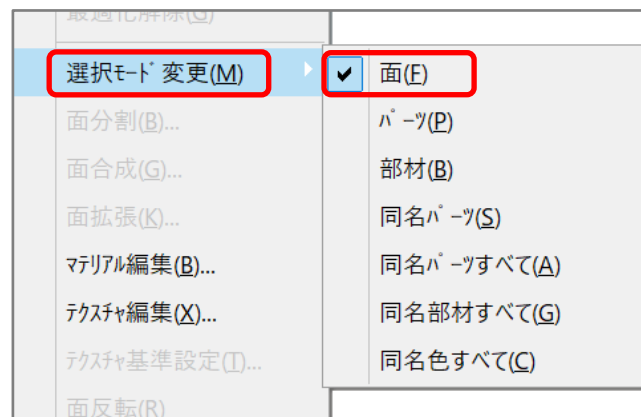 最適化解除(G)
選択ﾓｰﾄﾞ変更(M)
面分割(B)...
面合成(G)...
面拡張(K)...
ﾏﾃﾘｱﾙ編集(B)...
ﾃｸｽﾁｬ編集(X)...
ﾃｸｽﾁｬ基準設定(T)...
面反転(R)
面(F)
ﾊﾟｰﾂ(P)
部材(B)
同名ﾊﾟｰﾂ(S)
同名ﾊﾟｰﾂすべて(A)
同名部材すべて(G)
同名色すべて(C)